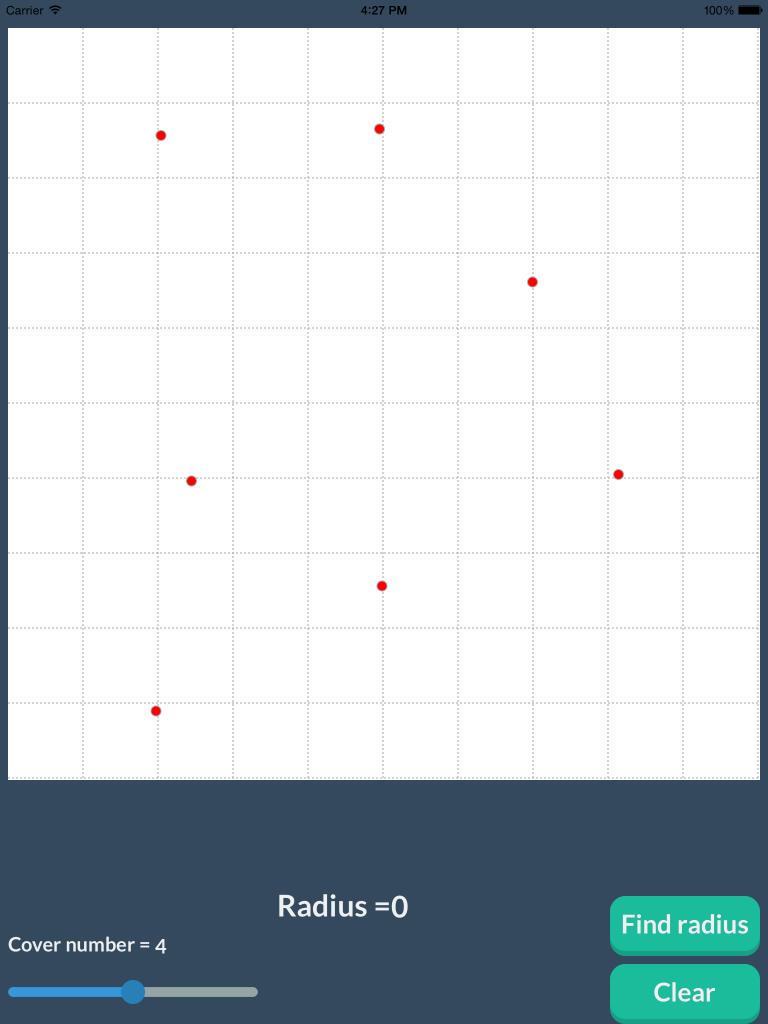 Carrier 4:27 PM 100%
Radius =0
Find radius
Cover number = 4
Clear